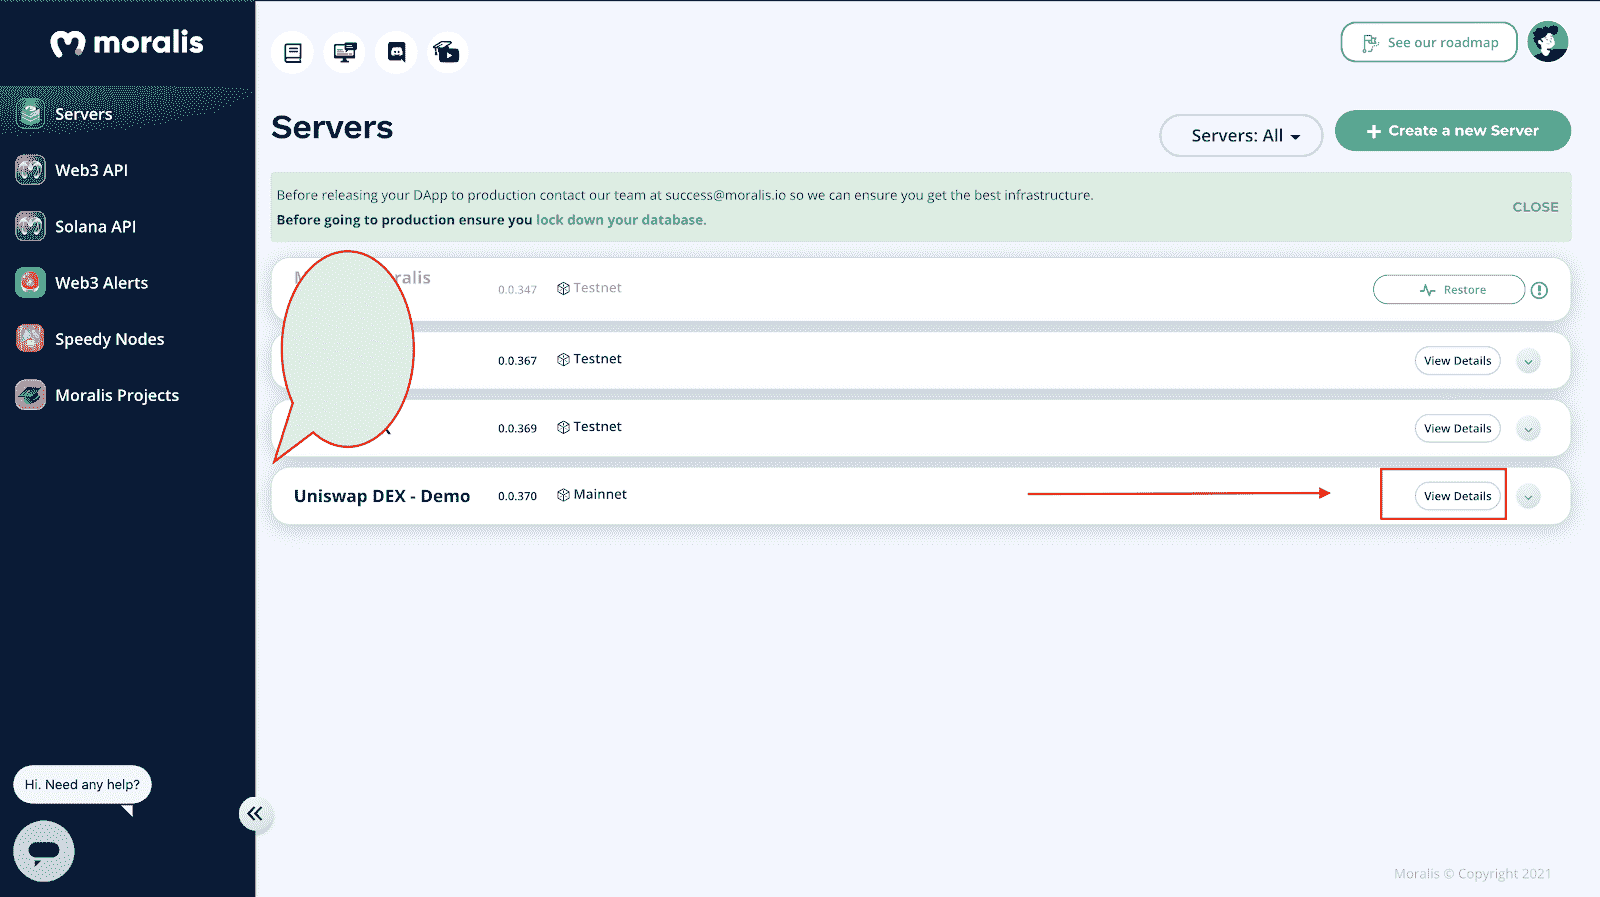 moralis
See our roadmap
Servers
Web3 API
Solana API
Web3 Alerts
Speedy Nodes
Moralis Projects
Servers
Servers: All
Create a new Server
Before releasing your DApp to production contact our team at success@moralis.io so we can ensure you get the best infrastructure.
Before going to production ensure you lock down your database.
CLOSE
0.0.347 Testnet Restore
0.0.367 Testnet View Details
0.0.369 Testnet View Details
Uniswap DEX - Demo 0.0.370 Mainnet View Details
Hi. Need any help?
Moralis © Copyright 2021